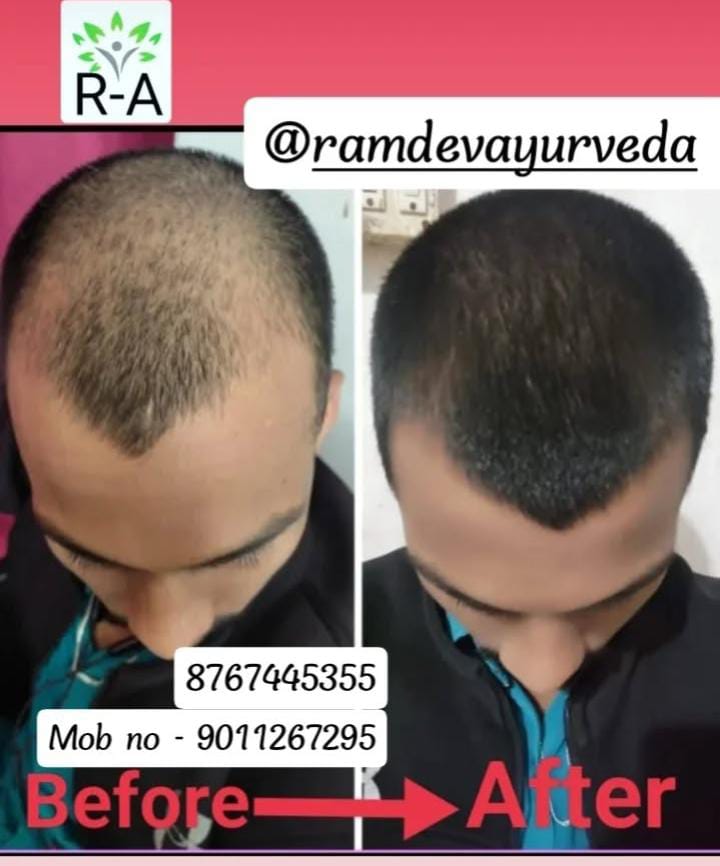 R-A
@ramdevayurveda
8767445355
Mob no - 9011267295
Before
After